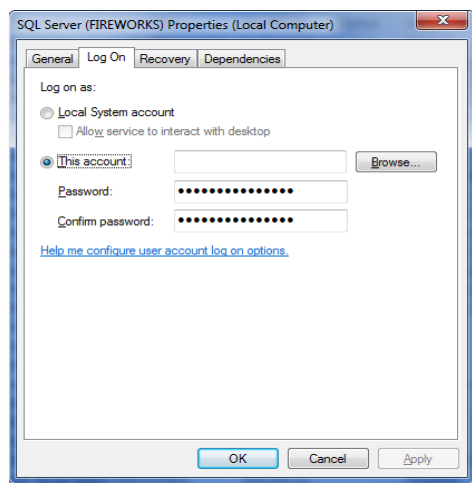 SQL Server (FIREWORKS) Properties (Local Computer)
General Log On Recovery Dependencies
Log on as:
Local System account
Allow service to interact with desktop
This account: Browse...
Password: •••••••••••••••
Confirm password: •••••••••••••••
Help me configure user account log on options.
OK Cancel Apply